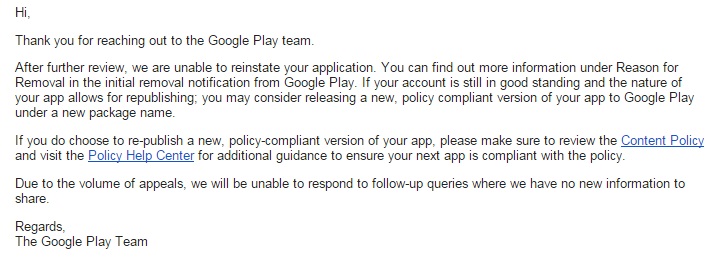 Hi,
Thank you for reaching out to the Google Play team.
After further review, we are unable to reinstate your application. You can find out more information under Reason for
Removal in the initial removal notification from Google Play. If your account is still in good standing and the nature of
your app allows for republishing; you may consider releasing a new, policy compliant version of your app to Google Play
under a new package name.
If you do choose to re-publish a new, policy-compliant version of your app, please make sure to review the Content Policy
and visit the Policy Help Center for additional guidance to ensure your next app is compliant with the policy.
Due to the volume of appeals, we will be unable to respond to follow-up queries where we have no new information to
share.
Regards,
The Google Play Team